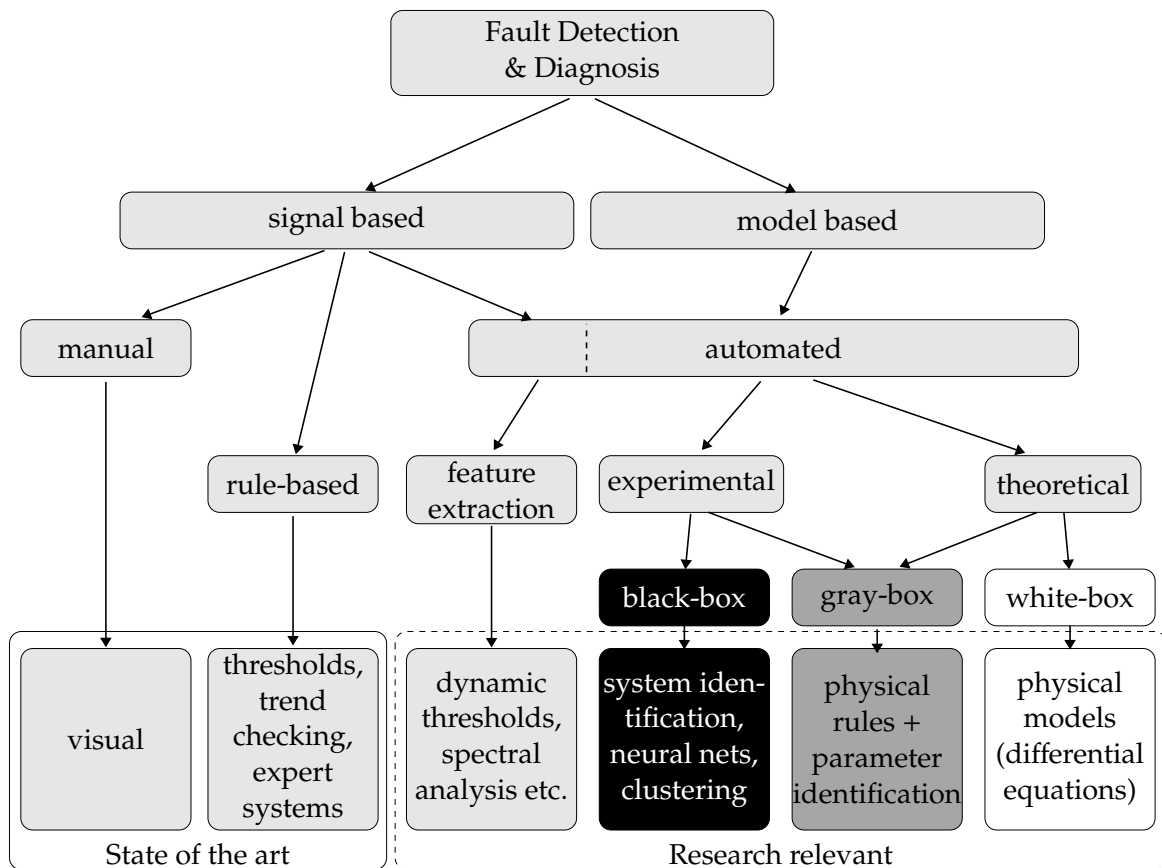 Fault Detection
& Diagnosis
signal based
model based
manual
automated
rule-based
feature
extraction
experimental
theoretical
black-box
gray-box
white-box
visual
thresholds,
trend
checking,
expert
systems
dynamic
thresholds,
spectral
analysis etc.
system iden-
tification,
neural nets,
clustering
physical
rules +
parameter
identification
physical
models
(differential
equations)
State of the art
Research relevant